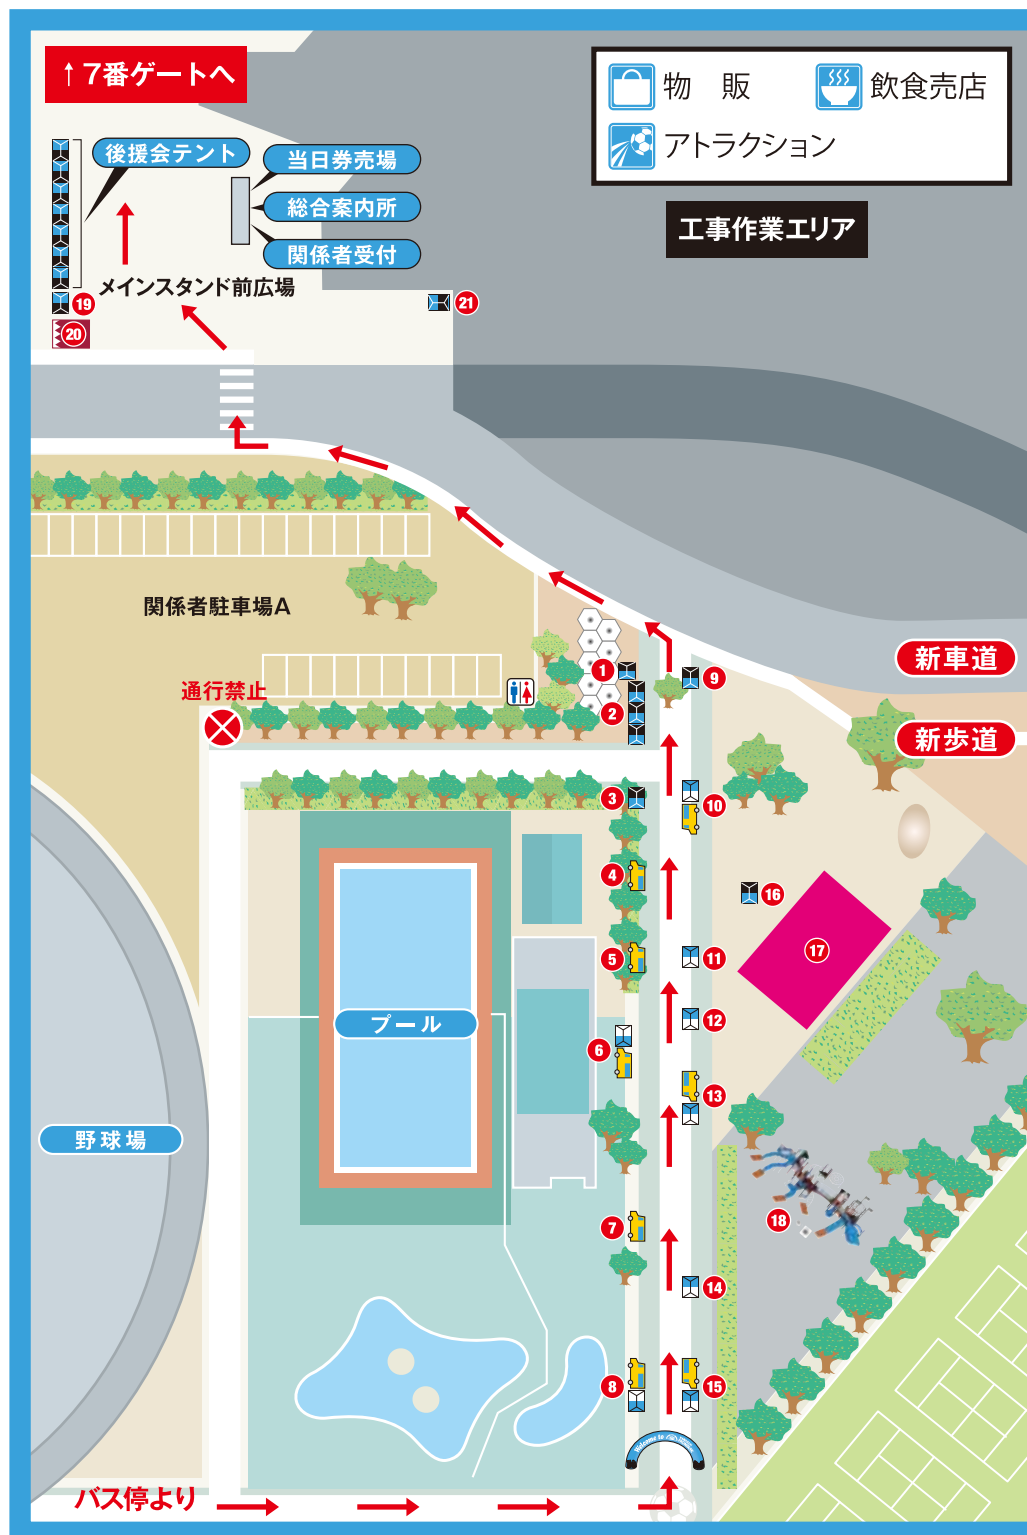 ↑7番ゲートへ
物　販
飲食売店
アトラクション
後援会テント
当日券売場
総合案内所
関係者受付
工事作業エリア
メインスタンド前広場
19
20
21
関係者駐車場A
通行禁止
新車道
新歩道
1
2
3
4
5
6
7
8
9
10
11
12
13
14
15
16
17
18
プール
野球場
Welcome to
バス停より